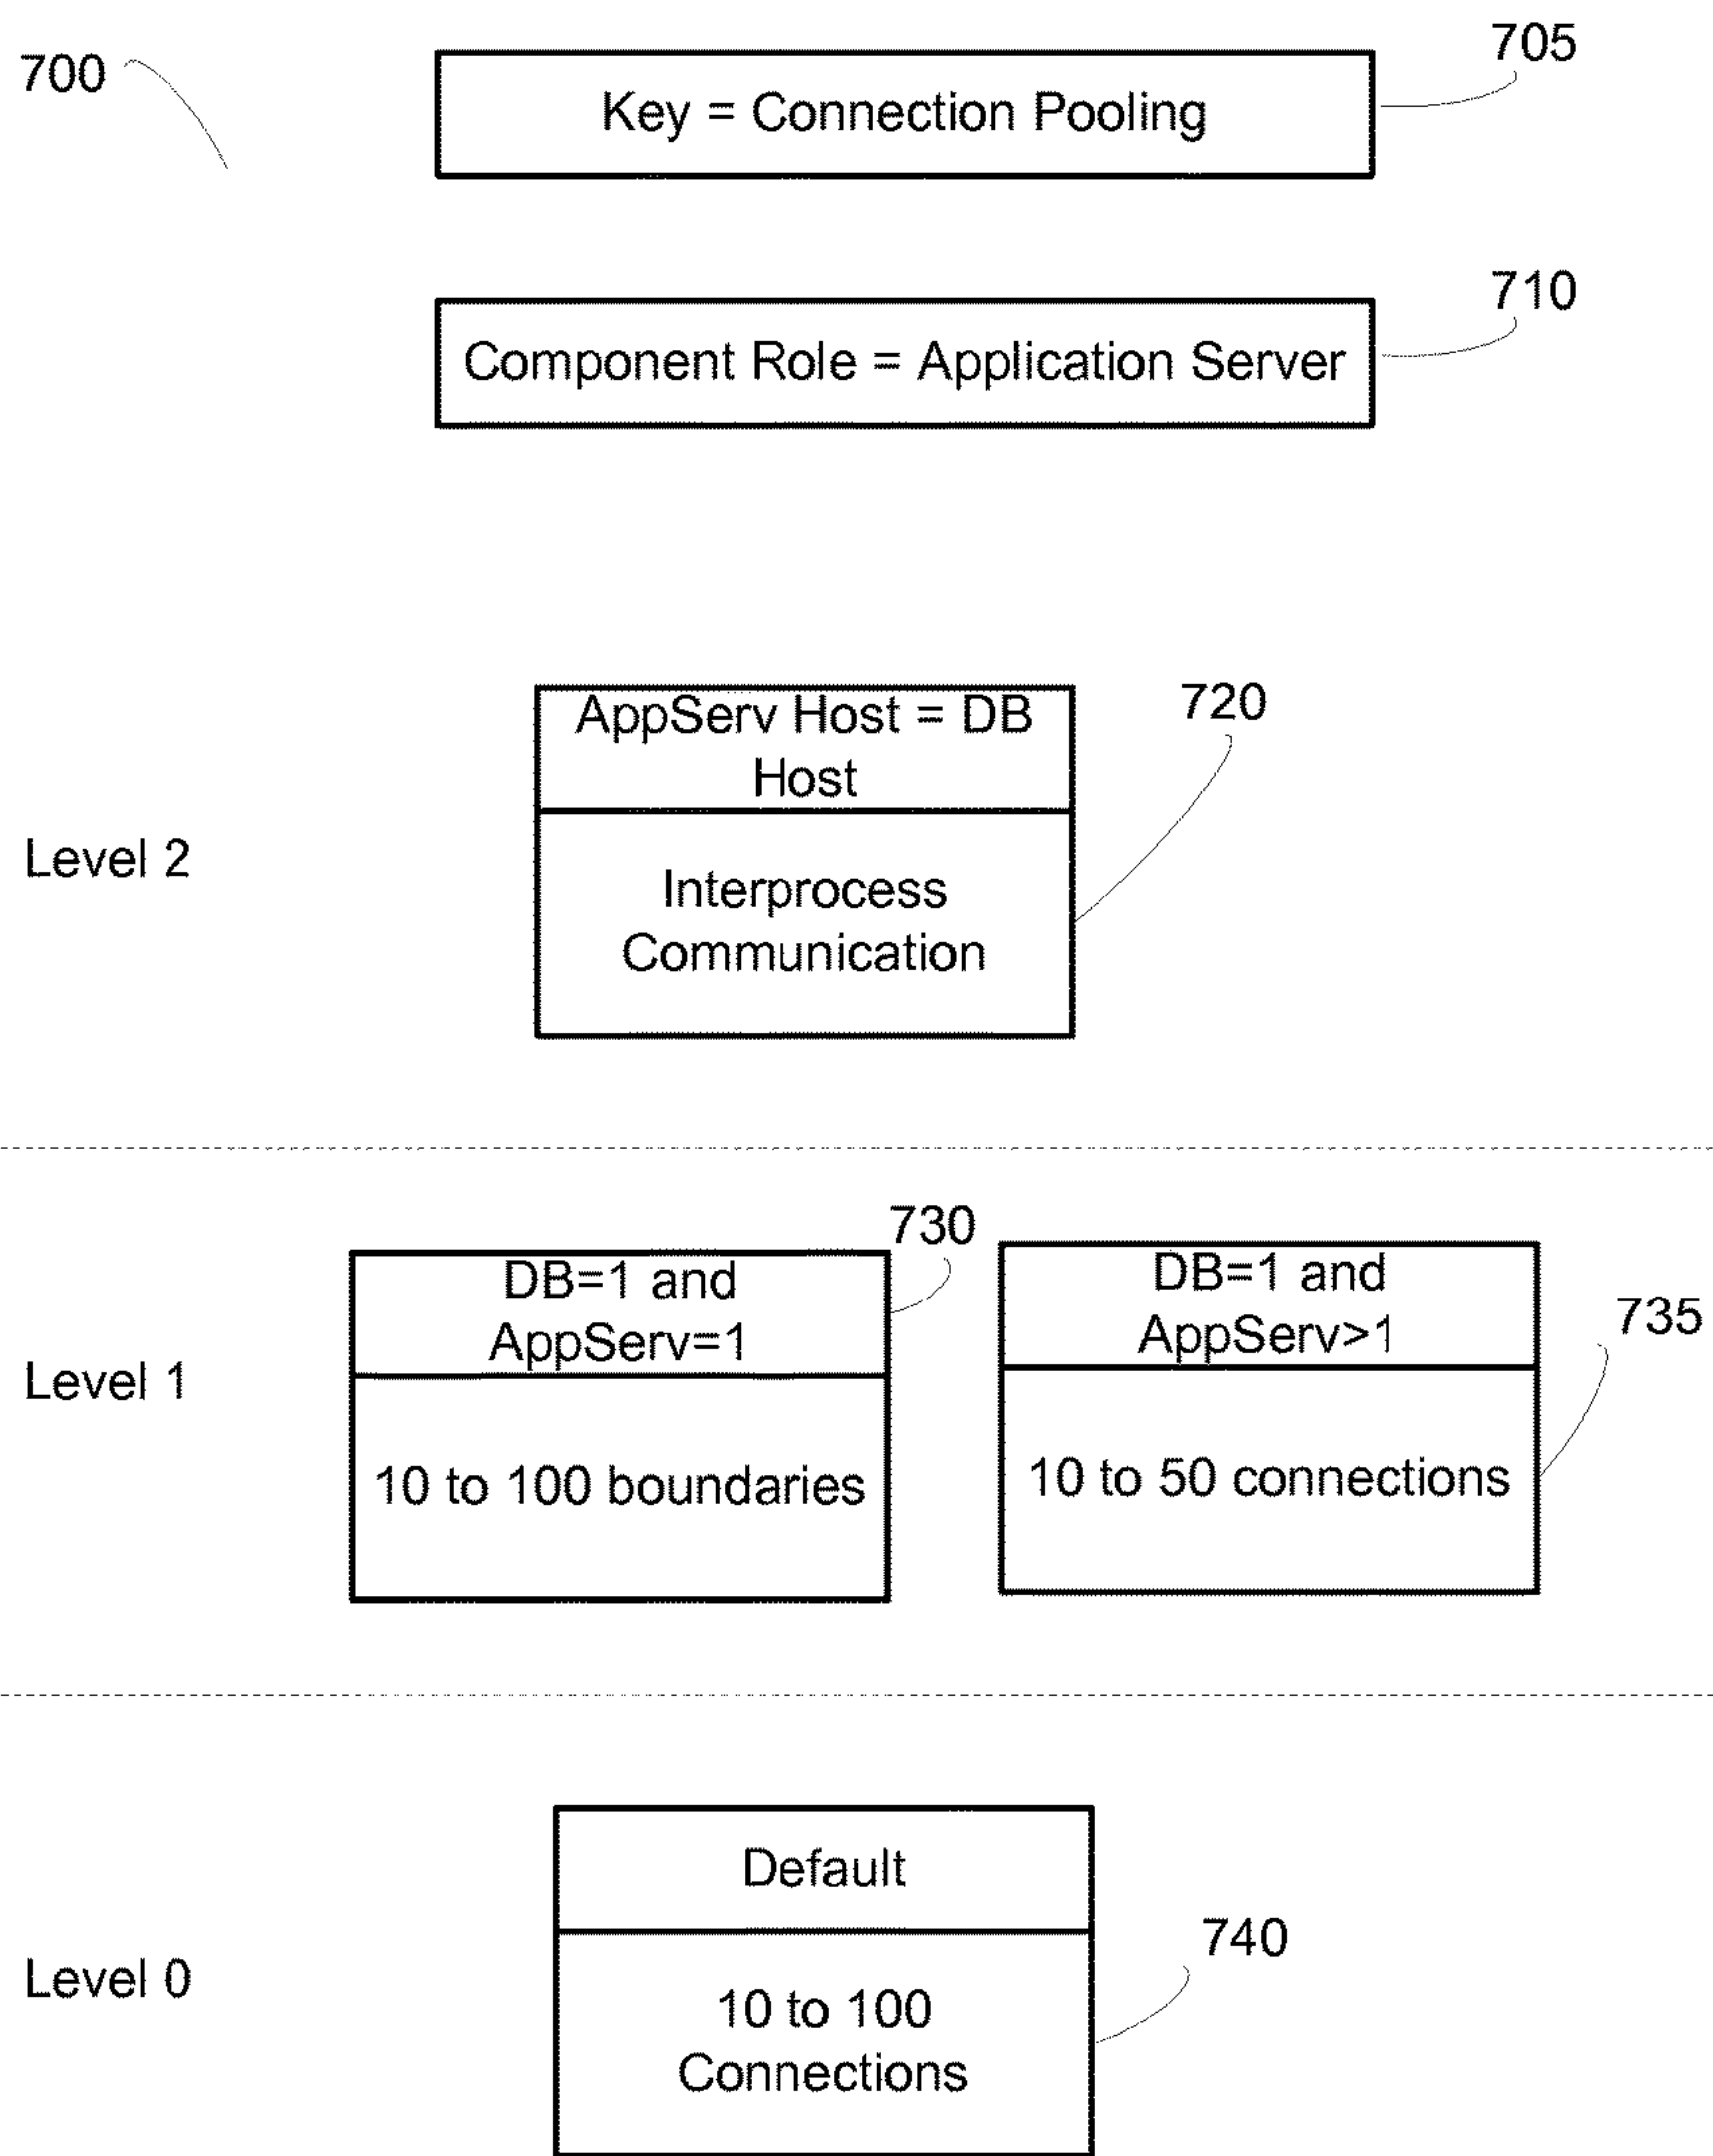 700
705
Key = Connection Pooling
710
Component Role = Application Server
720
AppServ Host = DB
Host
Level 2
Interprocess
Communication
730
DB=1 and
AppServ=1
735
DB=1 and
AppServ>1
Level 1
10 to 100 boundaries
10 to 50 connections
Default
740
Level 0
10 to 100
Connections